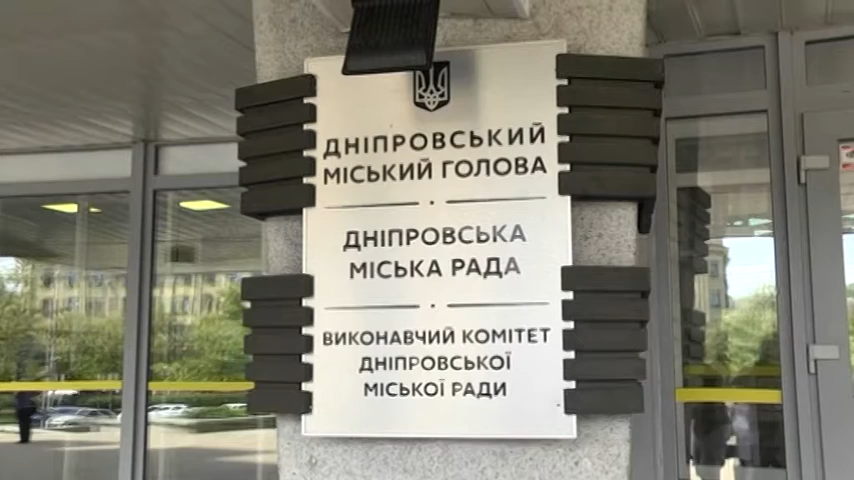 ДНІПРОВСЬКИЙ
МІСЬКИЙ ГОЛОВА
ДНІПРОВСЬКА
МІСЬКА РАДА
ВИКОНАВЧИЙ КОМІТЕТ
ДНІПРОВСЬКОЇ
МІСЬКОЇ РАДИ